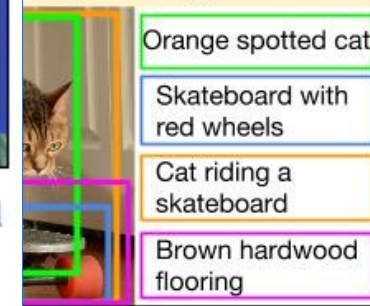 Orange spotted cat
Skateboard with
red wheels
Cat riding a
skateboard
Brown hardwood
flooring